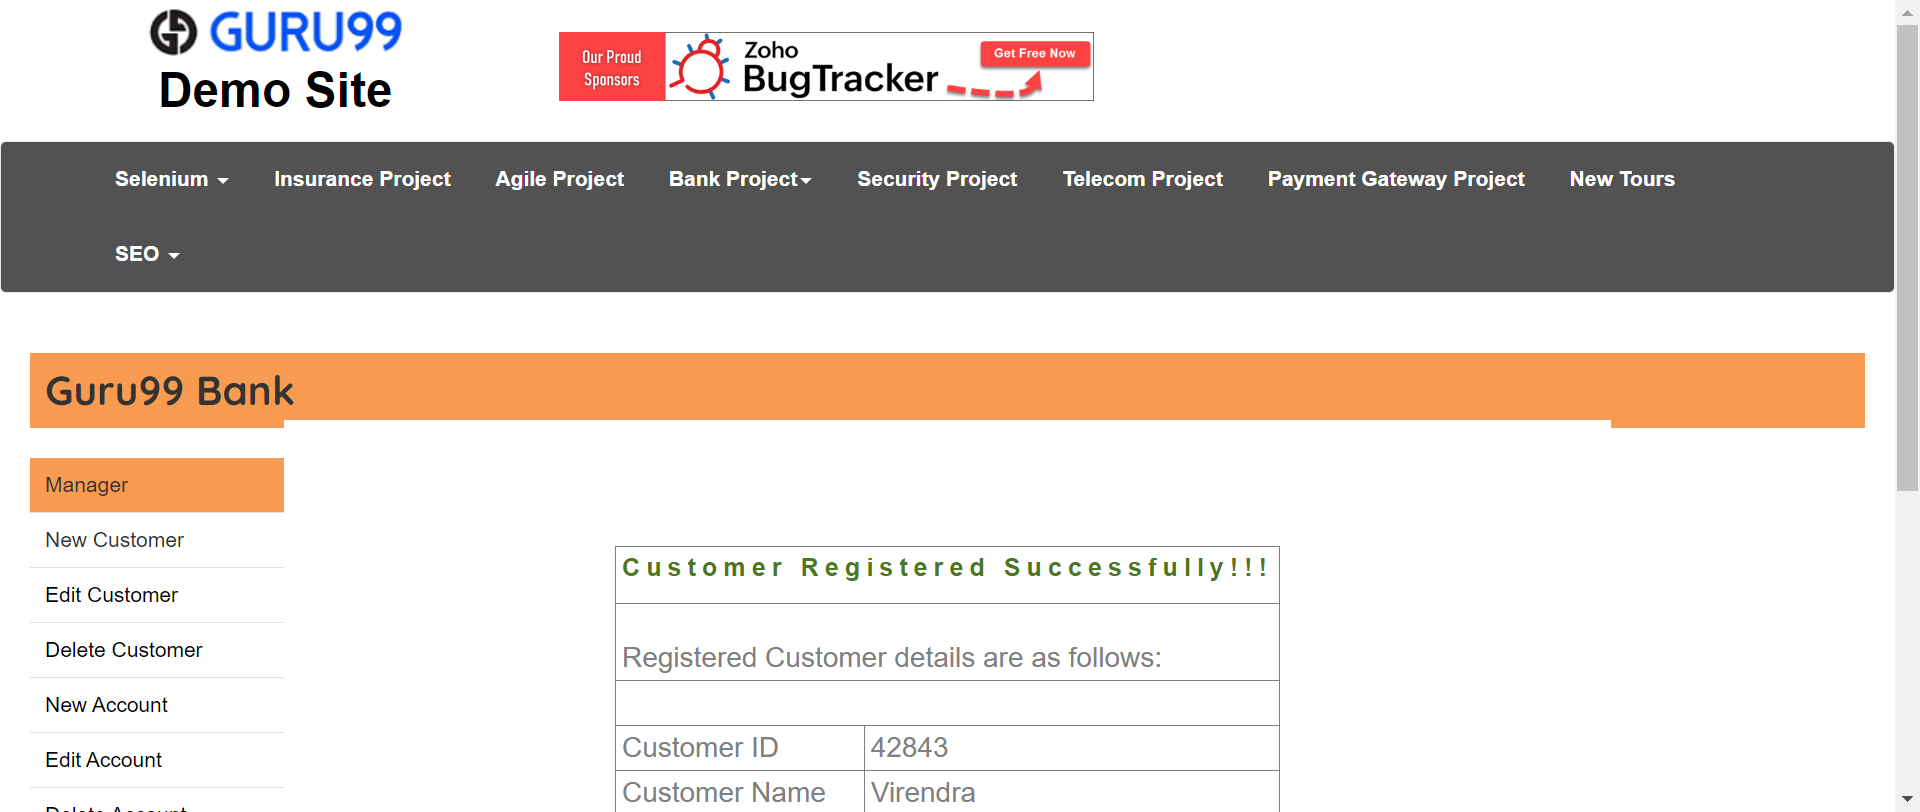 GURU99
Demo Site
Our Proud
Sponsors
Zoho
BugTracker
Get Free Now
Selenium
Insurance Project
Agile Project
Bank Project
Security Project
Telecom Project
Payment Gateway Project
New Tours
SEO
Guru99 Bank
Manager
New Customer
Edit Customer
Delete Customer
New Account
Edit Account
Delete Account
Customer Registered Successfully!!!
Registered Customer details are as follows:
Customer ID 42843
Customer Name Virendra